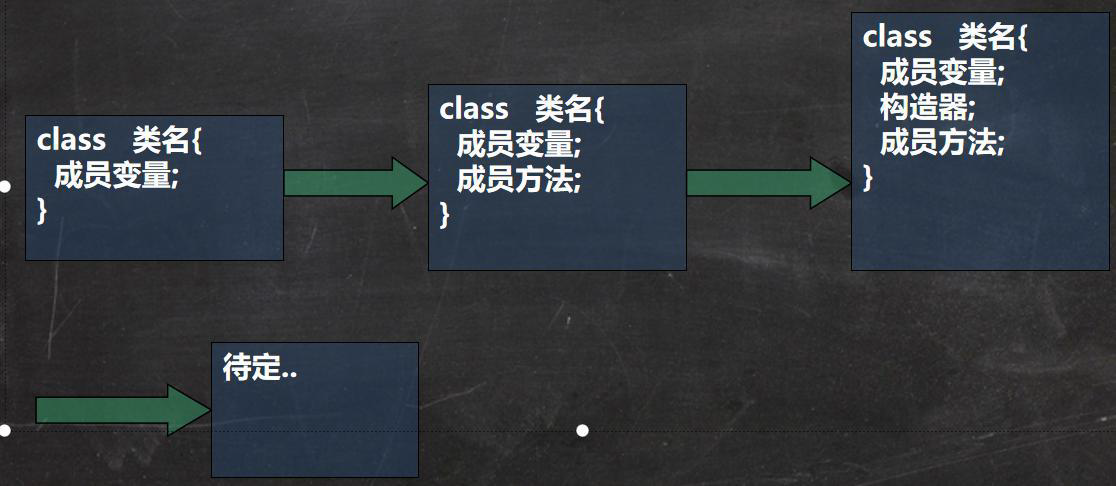 class 类名{
成员变量;
}
class 类名{
成员变量;
成员方法;
}
class 类名{
成员变量;
构造器;
成员方法;
}
待定..